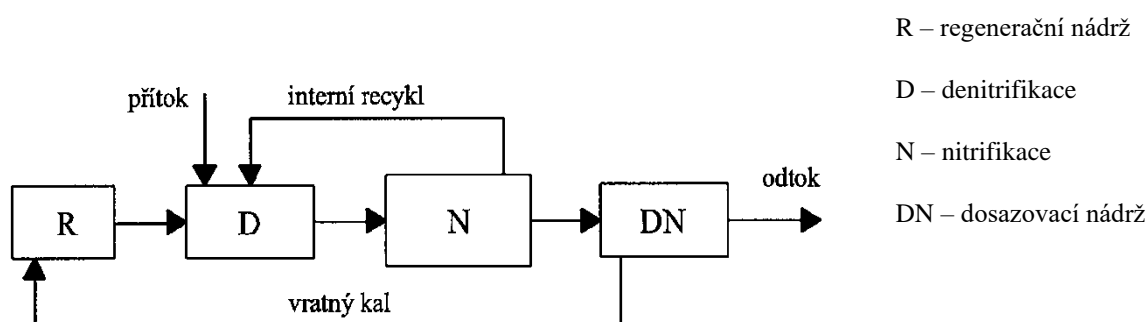 R – regenerační nádrž
D – denitrifikace
N – nitrifikace
DN – dosazovací nádrž
přítok
interní recykl
odtok
R
D
N
DN
vratný kal